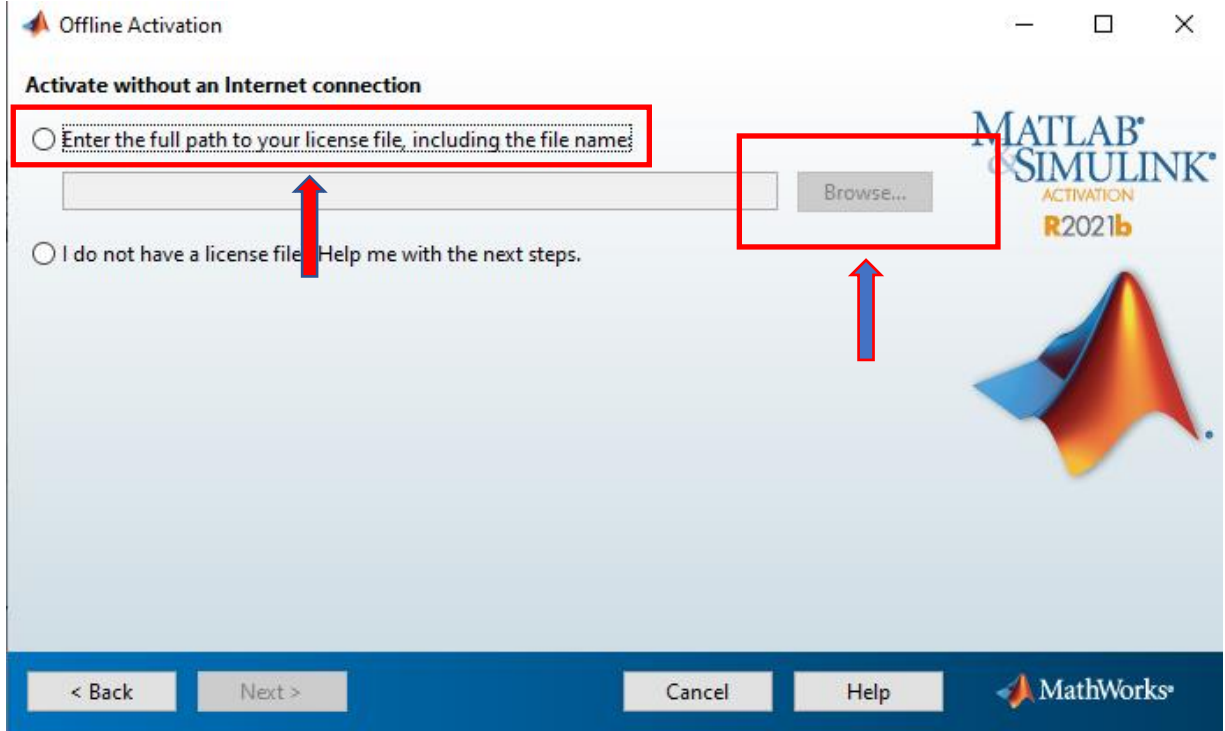 Offline Activation
Activate without an Internet connection
Enter the full path to your license file, including the file name:
Browse...
I do not have a license file. Help me with the next steps.
MATLAB®
&SIMULINK®
ACTIVATION
R2021b
< Back
Next >
Cancel
Help
MathWorks®